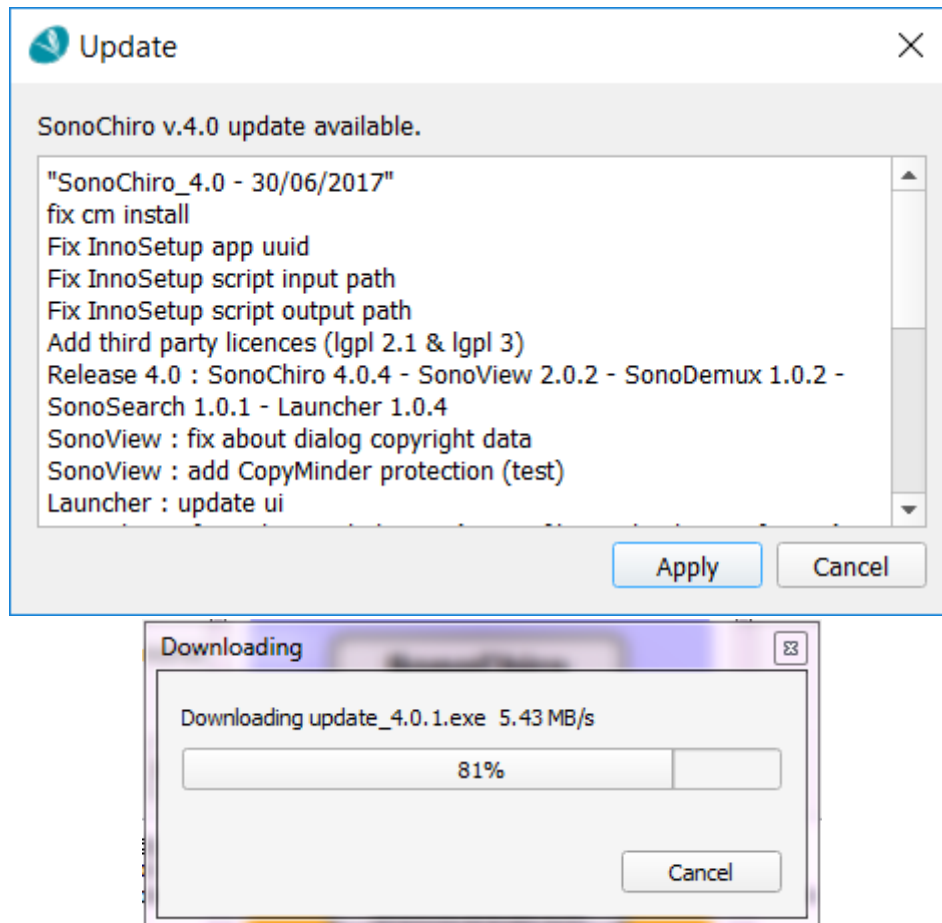 Update
SonoChiro v.4.0 update available.
"SonoChiro_4.0 - 30/06/2017"
fix cm install
Fix InnoSetup app uuid
Fix InnoSetup script input path
Fix InnoSetup script output path
Add third party licences (lgpl 2.1 & lgpl 3)
Release 4.0 : SonoChiro 4.0.4 - SonoView 2.0.2 - SonoDemux 1.0.2 -
SonoSearch 1.0.1 - Launcher 1.0.4
SonoView : fix about dialog copyright data
SonoView : add CopyMinder protection (test)
Launcher : update ui
Apply Cancel
Downloading
Downloading update_4.0.1.exe 5.43 MB/s
81%
Cancel